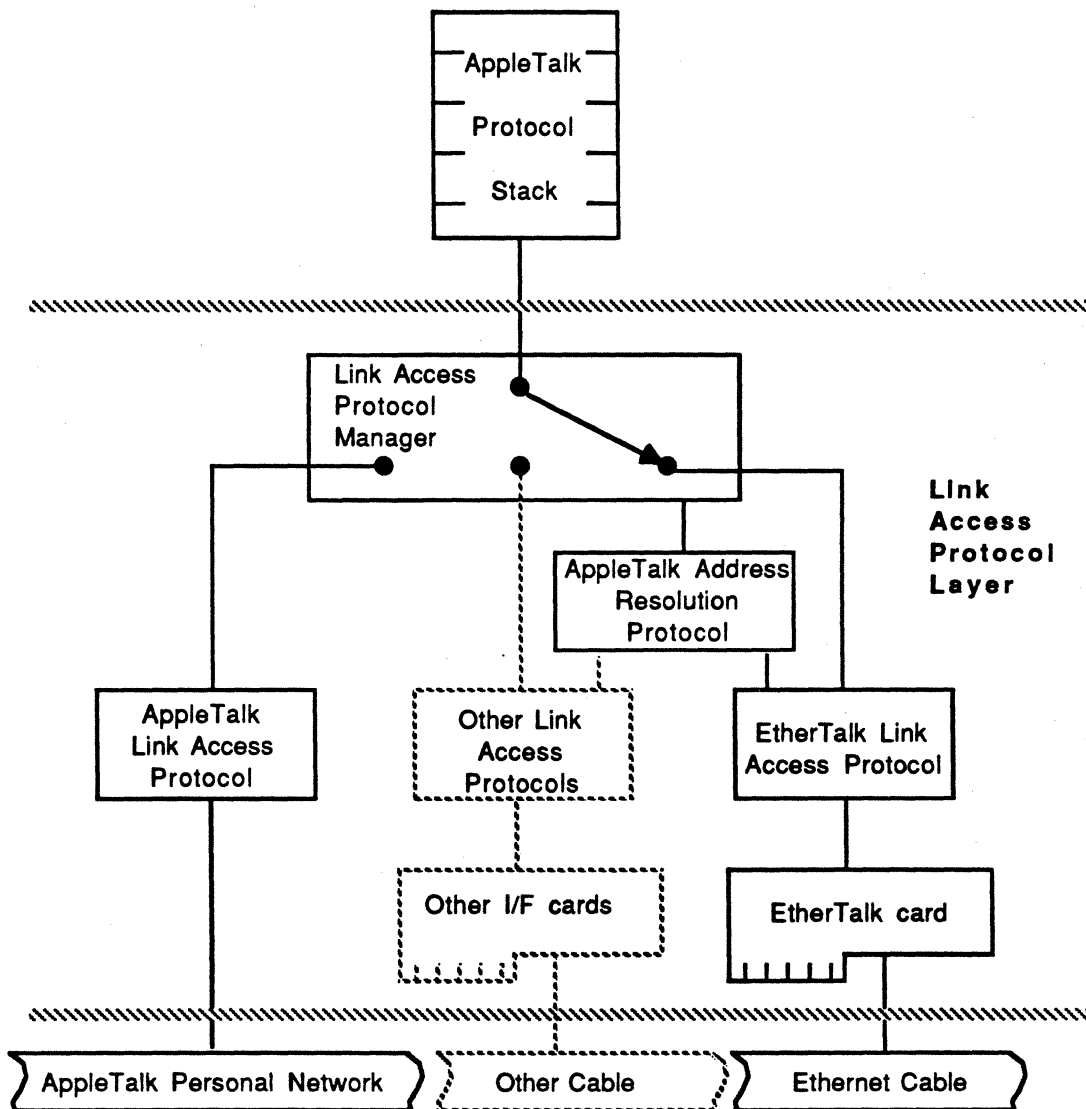 AppleTalk
Protocol
Stack
Link Access
Protocol
Manager
Link
Access
Protocol
Layer
AppleTalk Address
Resolution
Protocol
AppleTalk
Link Access
Protocol
Other Link
Access
Protocols
EtherTalk Link
Access Protocol
Other I/F cards
EtherTalk card
AppleTalk Personal Network
Other Cable
Ethernet Cable